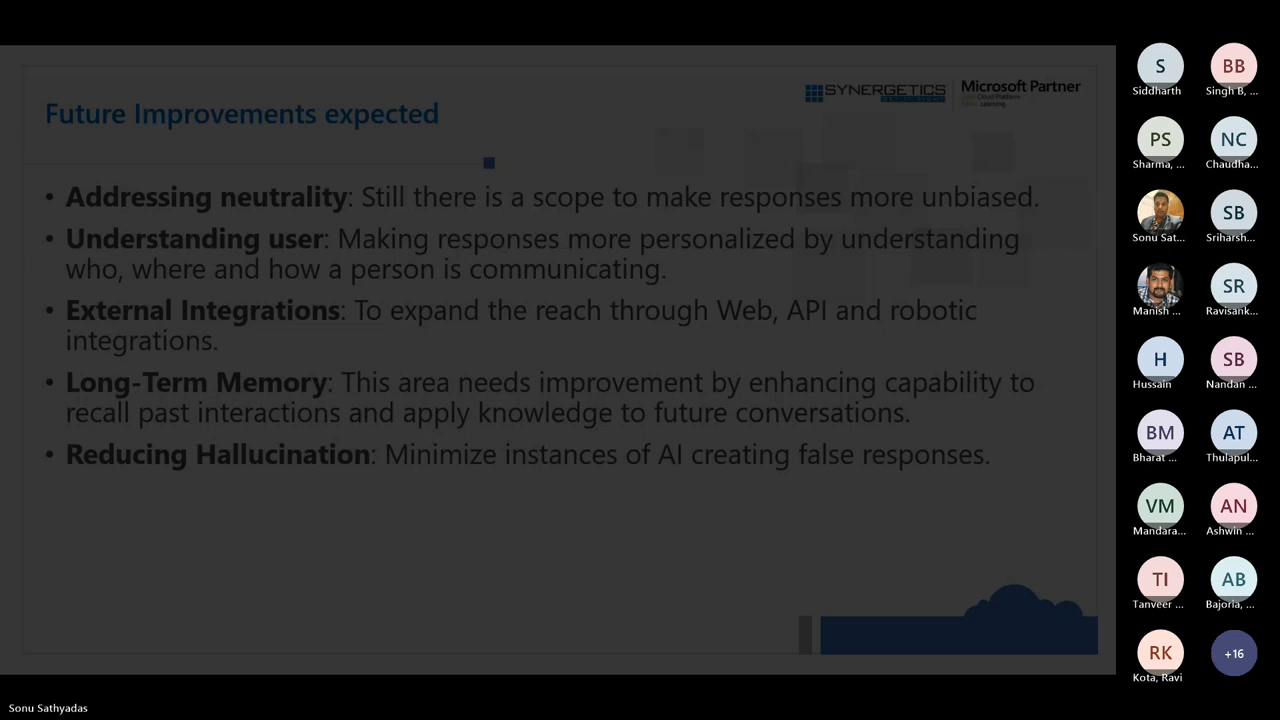 Future Improvements expected
SYNERGETICS
Microsoft Partner
Cloud Platform
Learning
• Addressing neutrality: Still there is a scope to make responses more unbiased.
• Understanding user: Making responses more personalized by understanding
who, where and how a person is communicating.
• External Integrations: To expand the reach through Web, API and robotic
integrations.
• Long-Term Memory: This area needs improvement by enhancing capability to
recall past interactions and apply knowledge to future conversations.
• Reducing Hallucination: Minimize instances of AI creating false responses.
S BB
Siddharth Singh B, ...
PS NC
Sharma, ... Chaudha...
SB
Sonu Sat... Sriharsh...
SR
Manish ... Ravisank...
H SB
Hussain Nandan ...
BM AT
Bharat ... Thulapul...
VM AN
Mandara... Ashwin ...
TI AB
Tanveer ... Bajoria, ...
RK +16
Kota, Ravi
Sonu Sathyadas